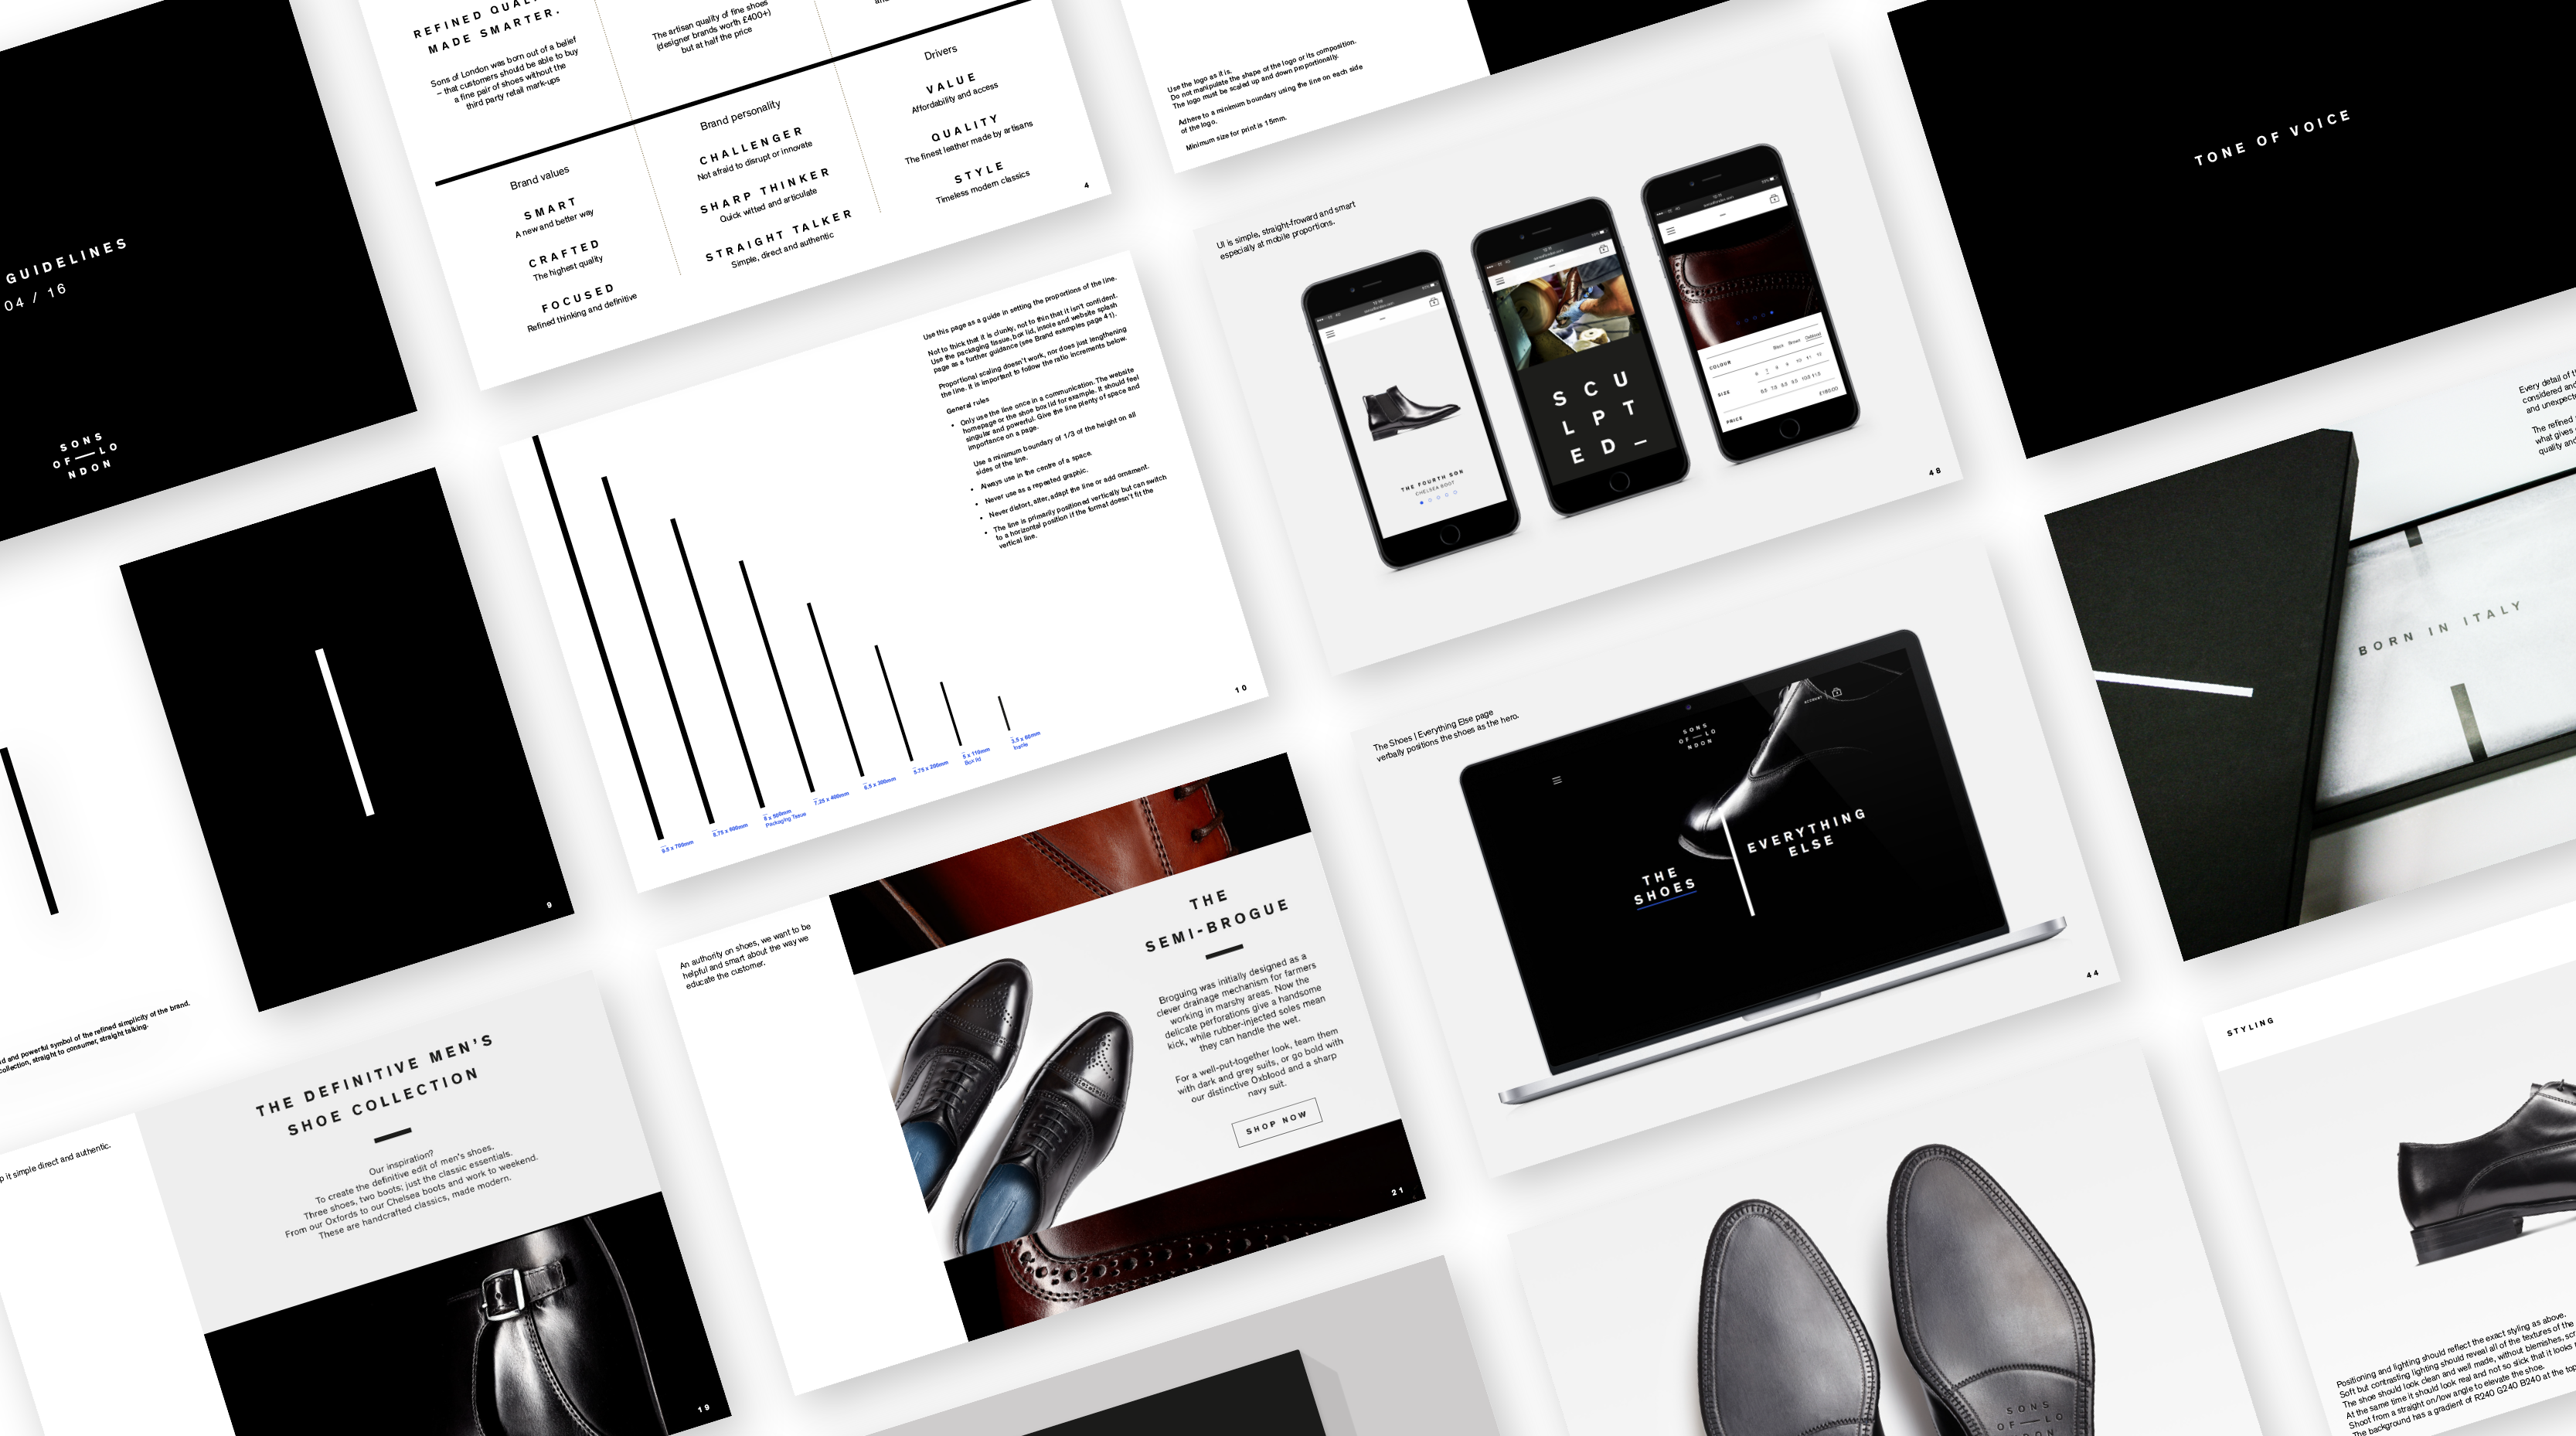 GUIDELINES
04 / 16
SONS
OF — LO
NDON
REFINED
MADE SMARTER.
Sons of London was born out of a belief
– that customers should be able to buy
a fine pair of shoes without the
third party retail mark-ups
The artisan quality of fine shoes
(designer brands worth £400+)
but at half the price
Brand values
SMART
A new and better way
CRAFTED
The highest quality
FOCUSED
Refined thinking and definitive
Brand personality
CHALLENGER
Not afraid to disrupt or innovate
SHARP THINKER
Quick witted and articulate
STRAIGHT TALKER
Simple, direct and authentic
Drivers
VALUE
Affordability and access
QUALITY
The finest leather made by artisans
STYLE
Timeless modern classics
4
Use the logo as it is.
Do not manipulate the shape of the logo or its composition.
The logo must be scaled up and down proportionally.
Adhere to a minimum boundary using the line on each side
of the logo.
Minimum size for print is 15mm.
TONE OF VOICE
UI is simple, straight-froward and smart
especially at mobile proportions.
THE FOURTH SON
CHELSEA BOOT
SCU
LPT
ED –
COLOUR
Black Brown Oxblood
SIZE
PRICE
48
9
and powerful symbol of the refined simplicity of the brand.
collection, straight to consumer, straight talking.
Use this page as a guide in setting the proportions of the line.
Not to thick that it is clunky, not to thin that it isn't confident.
Use the packaging tissue, box lid, insole and website splash
page as a further guidance (see Brand examples page 41).
Proportional scaling doesn't work, nor does just lengthening
the line. It is important to follow the ratio increments below.
General rules
• Only use the line once in a communication. The website
homepage or the shoe box lid for example. It should feel
singular and powerful. Give the line plenty of space and
importance on a page.
Use a minimum boundary of 1/3 of the height on all
sides of the line.
• Always use in the centre of a space.
• Never use as a repeated graphic.
• Never distort, alter, adapt the line or add ornament.
• The line is primarily positioned vertically but can switch
to a horizontal position if the format doesn't fit the
vertical line.
9.5 x 700mm
8.75 x 600mm
8 x 500mm
Packaging Tissue
7.25 x 400mm
6.5 x 300mm
5.75 x 200mm
5 x 110mm
Box lid
3.5 x 60mm
Insole
10
The Shoes | Everything Else page
verbally positions the shoes as the hero.
SONS
OF — LO
NDON
ACCOUNT
THE
SHOES
EVERYTHING
ELSE
44
Every detail of
considered and
The refined
what gives
BORN IN ITALY
it simple direct and authentic.
THE DEFINITIVE MEN'S
SHOE COLLECTION
Our inspiration?
To create the definitive edit of men's shoes.
Three shoes, two boots; just the classic essentials.
From our Oxfords to our Chelsea boots and work to weekend.
These are handcrafted classics, made modern.
19
An authority on shoes, we want to be
helpful and smart about the way we
educate the customer.
THE
SEMI-BROGUE
Broguing was initially designed as a
clever drainage mechanism for farmers
working in marshy areas. Now the
delicate perforations give a handsome
kick, while rubber-injected soles mean
they can handle the wet.
For a well-put-together look, team them
with dark and grey suits, or go bold with
our distinctive Oxblood and a sharp
navy suit.
SHOP NOW
21
SONS
OF — LO
NDON
STYLING
Positioning and lighting should reflect the exact styling as above.
Soft but contrasting lighting should reveal all of the textures of the
The shoe should look clean and well made, without blemishes,
At the same time it should look real and not so slick that it looks
Shoot from a straight on/low angle to elevate the shoe.
The background has a gradient of R240 G240 B240 at the